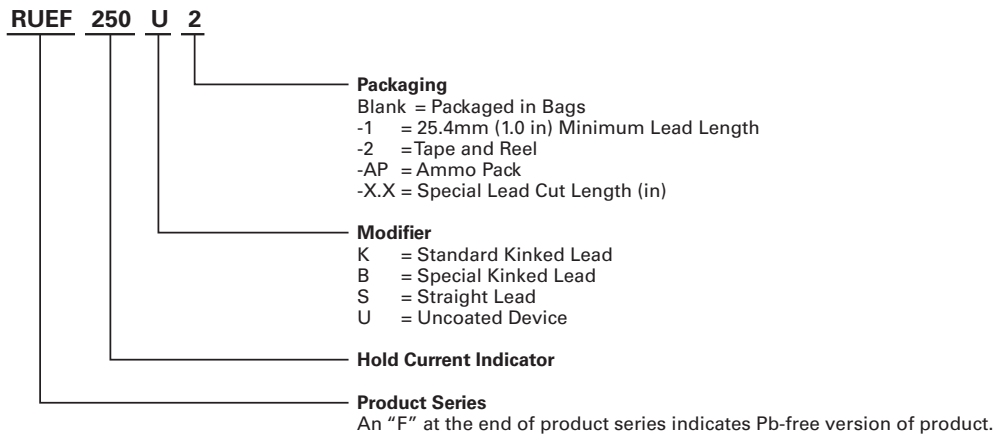 RUEF 250 U 2
Packaging
Blank = Packaged in Bags
-1 = 25.4mm (1.0 in) Minimum Lead Length
-2 =Tape and Reel
-AP = Ammo Pack
-X.X = Special Lead Cut Length (in)
Modifier
K = Standard Kinked Lead
B = Special Kinked Lead
S = Straight Lead
U = Uncoated Device
Hold Current Indicator
Product Series
An “F” at the end of product series indicates Pb-free version of product.